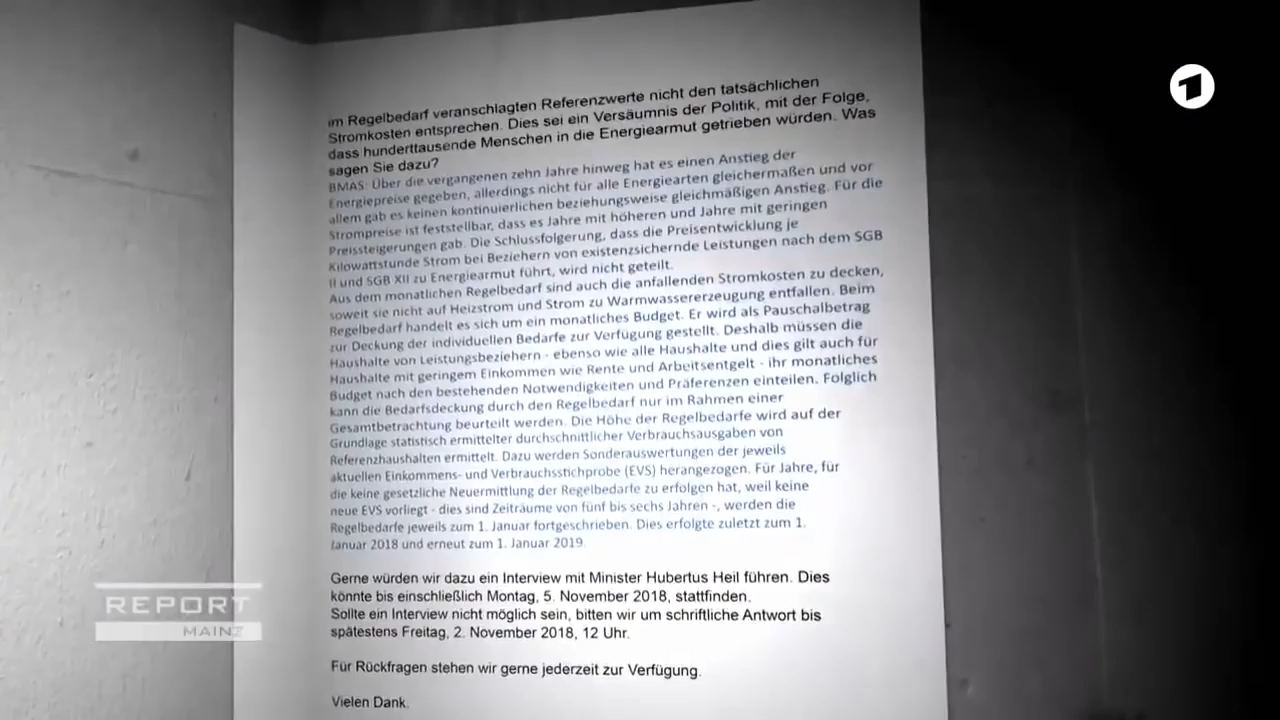 im Regelbedarf veranschlagten Referenzwerte nicht den tatsächlichen
Stromkosten entsprechen. Dies sei ein Versäumnis der Politik, mit der Folge,
dass hunderttausende Menschen in die Energiearmut getrieben würden. Was
sagen Sie dazu?
BMAS: Über die vergangenen zehn Jahre hinweg hat es einen Anstieg der
Energiepreise gegeben, allerdings nicht für alle Energiearten gleichermaßen und vor
allem gab es keinen kontinuierlichen beziehungsweise gleichmäßigen Anstieg. Für die
Strompreise ist feststellbar, dass es Jahre mit höheren und Jahre mit geringen
Preissteigerungen gab. Die Schlussfolgerung, dass die Preisentwicklung je
Kilowattstunde Strom bei Beziehern von existenzsichernde Leistungen nach dem SGB
II und SGB XII zu Energiearmut führt, wird nicht geteilt.
Aus dem monatlichen Regelbedarf sind auch die anfallenden Stromkosten zu decken,
soweit sie nicht auf Heizstrom und Strom zu Warmwassererzeugung entfallen. Beim
Regelbedarf handelt es sich um ein monatliches Budget. Er wird als Pauschalbetrag
zur Deckung der individuellen Bedarfe zur Verfügung gestellt. Deshalb müssen die
Haushalte von Leistungsbeziehern - ebenso wie alle Haushalte und dies gilt auch für
Haushalte mit geringem Einkommen wie Rente und Arbeitsentgelt - ihr monatliches
Budget nach den bestehenden Notwendigkeiten und Präferenzen einteilen. Folglich
kann die Bedarfsdeckung durch den Regelbedarf nur im Rahmen einer
Gesamtbetrachtung beurteilt werden. Die Höhe der Regelbedarfe wird auf der
Grundlage statistisch ermittelter durchschnittlicher Verbrauchsausgaben von
Referenzhaushalten ermittelt. Dazu werden Sonderauswertungen der jeweils
aktuellen Einkommens- und Verbrauchsstichprobe (EVS) herangezogen. Für Jahre, für
die keine gesetzliche Neuermittlung der Regelbedarfe zu erfolgen hat, weil keine
neue EVS vorliegt - dies sind Zeiträume von fünf bis sechs Jahren -, werden die
Regelbedarfe jeweils zum 1. Januar fortgeschrieben. Dies erfolgte zuletzt zum 1.
Januar 2018 und erneut zum 1. Januar 2019.
Gerne würden wir dazu ein Interview mit Minister Hubertus Heil führen. Dies
könnte bis einschließlich Montag, 5. November 2018, stattfinden.
Sollte ein Interview nicht möglich sein, bitten wir um schriftliche Antwort bis
spätestens Freitag, 2. November 2018, 12 Uhr.
Für Rückfragen stehen wir gerne jederzeit zur Verfügung.
Vielen Dank.
REPORT
MAINZ
1